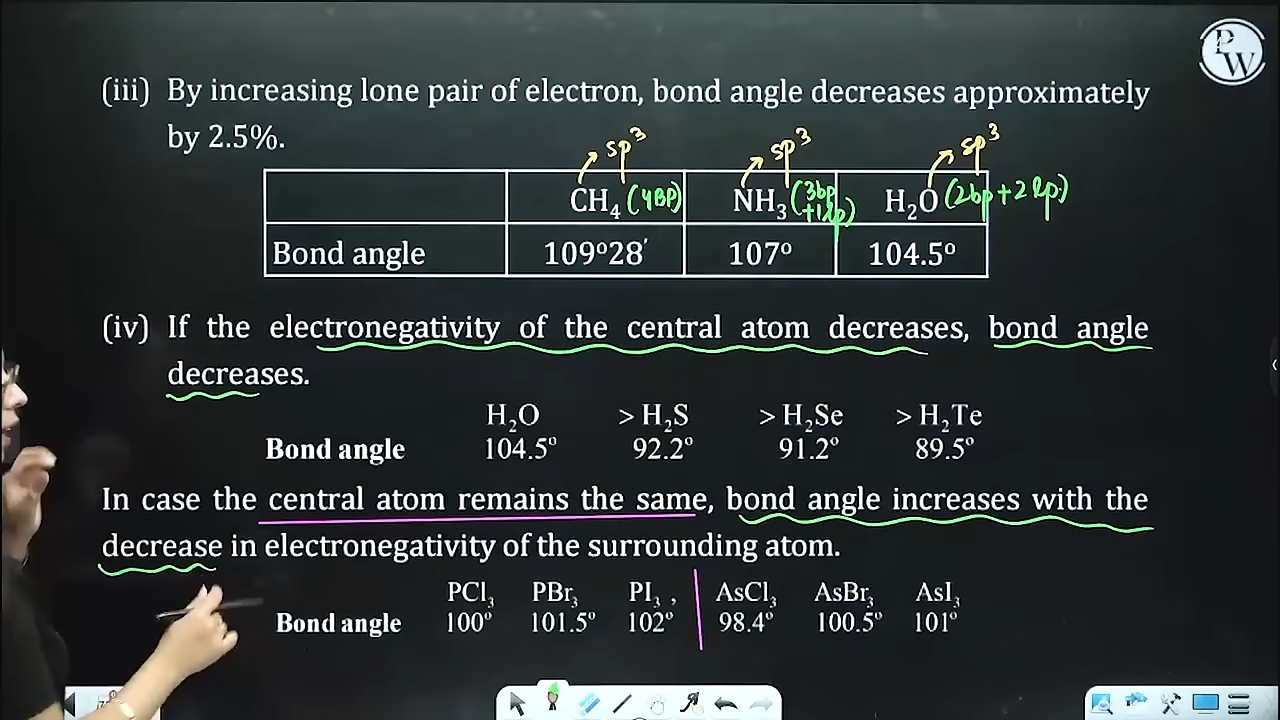 PW
(iii) By increasing lone pair of electron, bond angle decreases approximately
by 2.5%.
sp³ sp³ sp³
CH₄ (4BP) NH₃ (3bp +1lp) H₂O (2bp+2lp)
Bond angle 109°28′ 107° 104.5°
(iv) If the electronegativity of the central atom decreases, bond angle
decreases.
H₂O > H₂S > H₂Se > H₂Te
Bond angle 104.5° 92.2° 91.2° 89.5°
In case the central atom remains the same, bond angle increases with the
decrease in electronegativity of the surrounding atom.
PCl₃ PBr₃ PI₃ , AsCl₃ AsBr₃ AsI₃
Bond angle 100° 101.5° 102° 98.4° 100.5° 101°